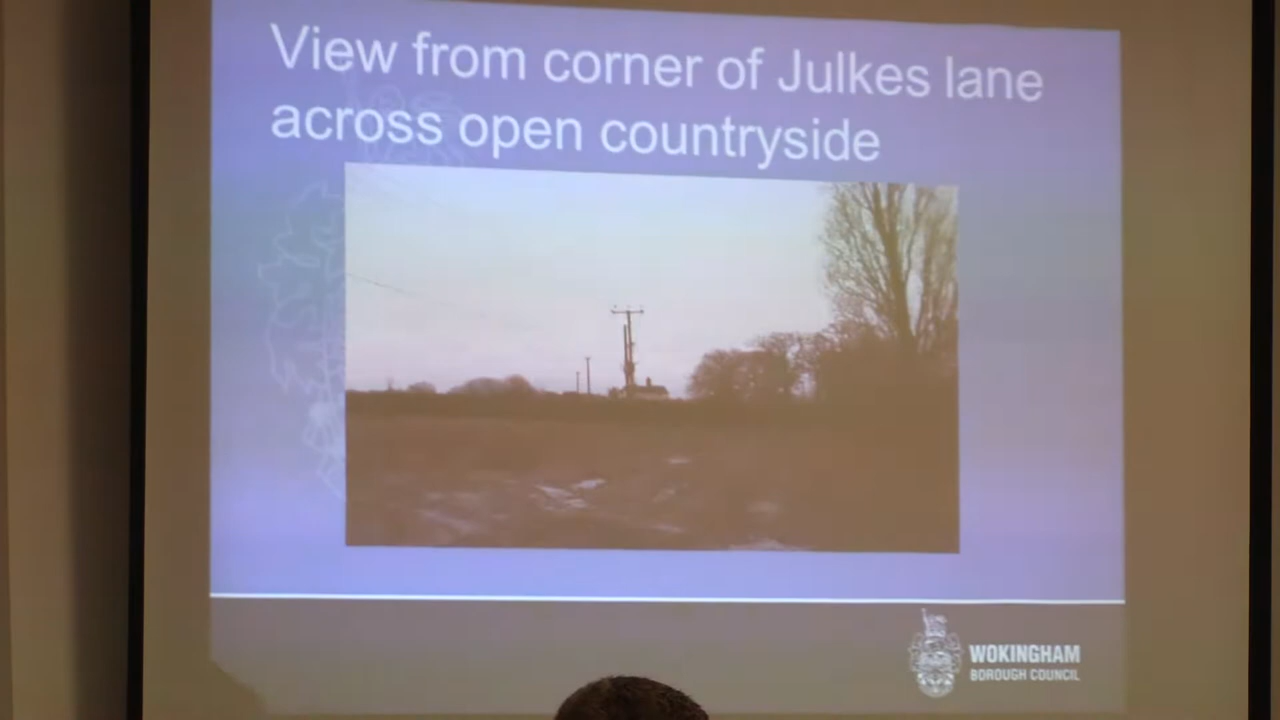 View from corner of Julkes lane
across open countryside
WOKINGHAM
BOROUGH COUNCIL